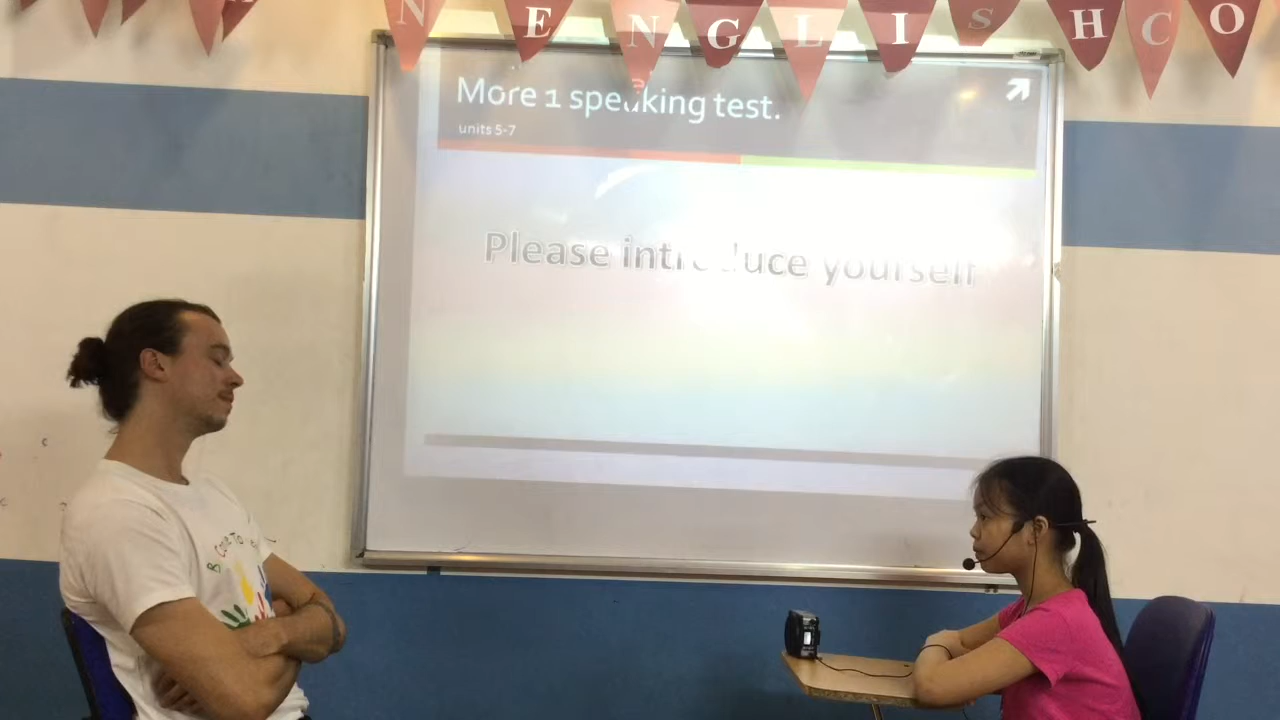 N ENGLISH CO
More 1 speaking test.
units 5-7
Please introduce yourself